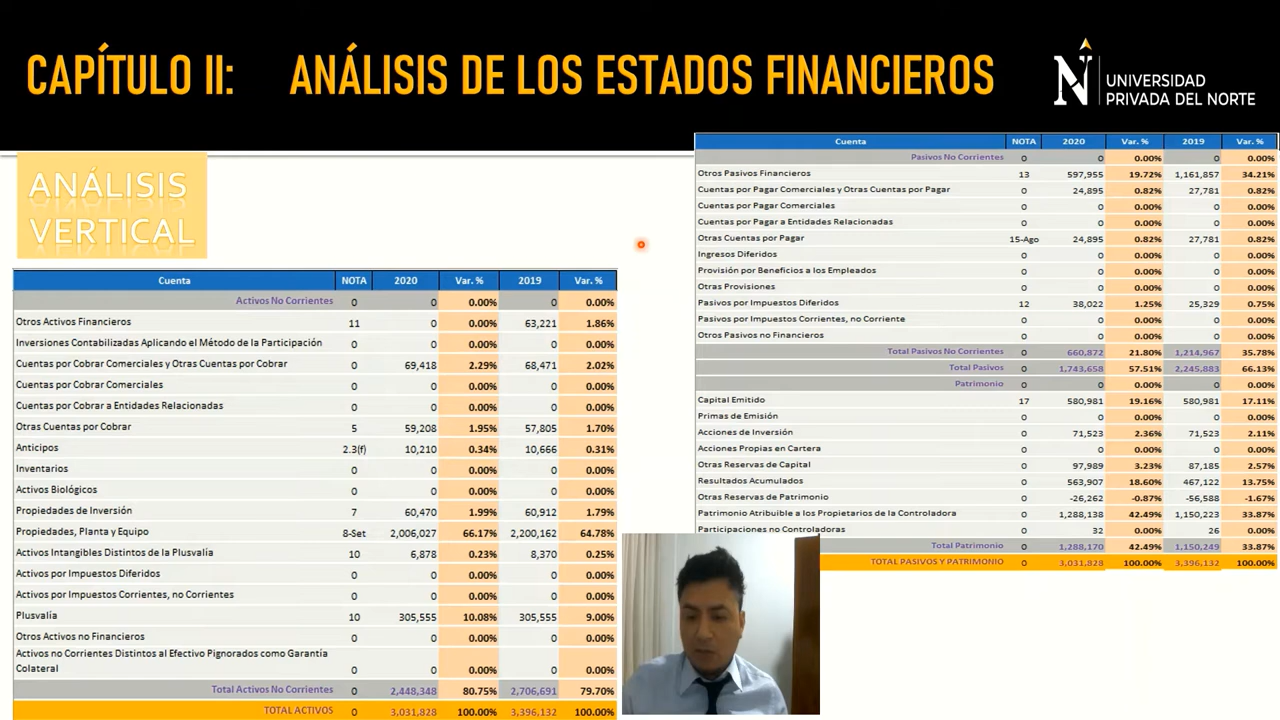 CAPÍTULO II: ANÁLISIS DE LOS ESTADOS FINANCIEROS
UNIVERSIDAD
PRIVADA DEL NORTE
ANÁLISIS
VERTICAL
Cuenta NOTA 2020 Var. % 2019 Var. %
Activos No Corrientes 0 0 0.00% 0 0.00%
Otros Activos Financieros 11 0 0.00% 63,221 1.86%
Inversiones Contabilizadas Aplicando el Método de la Participación 0 0 0.00% 0 0.00%
Cuentas por Cobrar Comerciales y Otras Cuentas por Cobrar 0 69,418 2.29% 68,471 2.02%
Cuentas por Cobrar Comerciales 0 0 0.00% 0 0.00%
Cuentas por Cobrar a Entidades Relacionadas 0 0 0.00% 0 0.00%
Otras Cuentas por Cobrar 5 59,208 1.95% 57,805 1.70%
Anticipos 2.3(f) 10,210 0.34% 10,666 0.31%
Inventarios 0 0 0.00% 0 0.00%
Activos Biológicos 0 0 0.00% 0 0.00%
Propiedades de Inversión 7 60,470 1.99% 60,912 1.79%
Propiedades, Planta y Equipo 8-Set 2,006,027 66.17% 2,200,162 64.78%
Activos Intangibles Distintos de la Plusvalía 10 6,878 0.23% 8,370 0.25%
Activos por Impuestos Diferidos 0 0 0.00% 0 0.00%
Activos por Impuestos Corrientes, no Corrientes 0 0 0.00% 0 0.00%
Plusvalía 10 305,555 10.08% 305,555 9.00%
Otros Activos no Financieros 0 0 0.00% 0 0.00%
Activos no Corrientes Distintos al Efectivo Pignorados como Garantía
Colateral 0 0 0.00% 0 0.00%
Total Activos No Corrientes 0 2,448,348 80.75% 2,706,691 79.70%
TOTAL ACTIVOS 0 3,031,828 100.00% 3,396,132 100.00%
Cuenta NOTA 2020 Var. % 2019 Var. %
Pasivos No Corrientes 0 0 0.00% 0 0.00%
Otros Pasivos Financieros 13 597,955 19.72% 1,161,857 34.21%
Cuentas por Pagar Comerciales y Otras Cuentas por Pagar 0 24,895 0.82% 27,781 0.82%
Cuentas por Pagar Comerciales 0 0 0.00% 0 0.00%
Cuentas por Pagar a Entidades Relacionadas 0 0 0.00% 0 0.00%
Otras Cuentas por Pagar 15-Ago 24,895 0.82% 27,781 0.82%
Ingresos Diferidos 0 0 0.00% 0 0.00%
Provisión por Beneficios a los Empleados 0 0 0.00% 0 0.00%
Otras Provisiones 0 0 0.00% 0 0.00%
Pasivos por Impuestos Diferidos 12 38,022 1.25% 25,329 0.75%
Pasivos por Impuestos Corrientes, no Corriente 0 0 0.00% 0 0.00%
Otros Pasivos no Financieros 0 0 0.00% 0 0.00%
Total Pasivos No Corrientes 0 660,872 21.80% 1,214,967 35.78%
Total Pasivos 0 1,743,658 57.51% 2,245,883 66.13%
Patrimonio 0 0 0.00% 0 0.00%
Capital Emitido 17 580,981 19.16% 580,981 17.11%
Primas de Emisión 0 0 0.00% 0 0.00%
Acciones de Inversión 0 71,523 2.36% 71,523 2.11%
Acciones Propias en Cartera 0 0 0.00% 0 0.00%
Otras Reservas de Capital 0 97,989 3.23% 87,185 2.57%
Resultados Acumulados 0 563,907 18.60% 467,122 13.75%
Otras Reservas de Patrimonio 0 -26,262 -0.87% -56,588 -1.67%
Patrimonio Atribuible a los Propietarios de la Controladora 0 1,288,138 42.49% 1,150,223 33.87%
Participaciones no Controladoras 0 32 0.00% 26 0.00%
Total Patrimonio 0 1,288,170 42.49% 1,150,249 33.87%
TOTAL PASIVOS Y PATRIMONIO 0 3,031,828 100.00% 3,396,132 100.00%